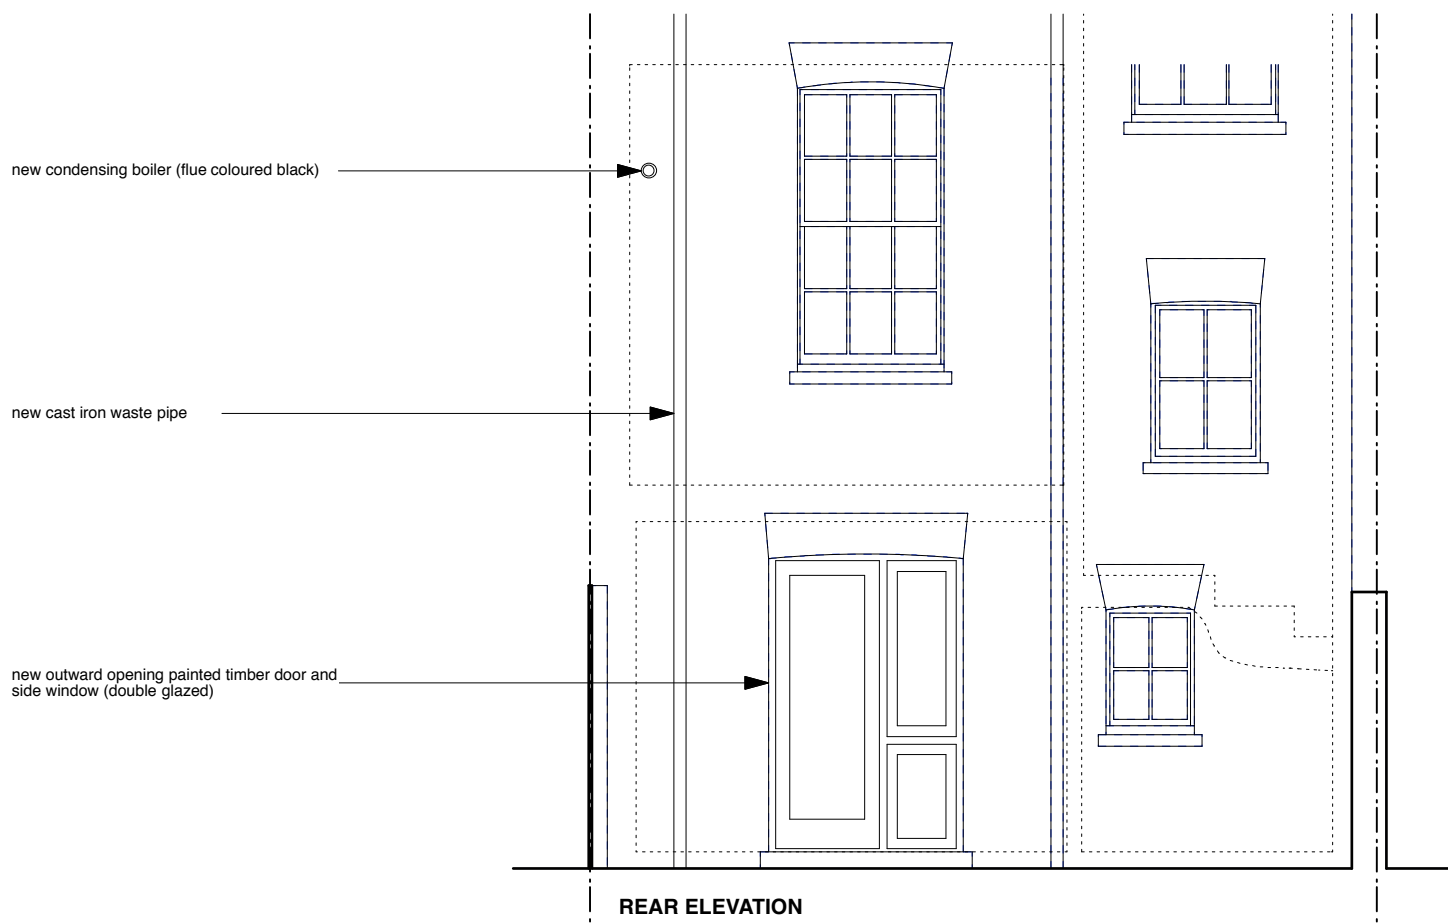 new condensing boiler (flue coloured black)
new cast iron waste pipe
new outward opening painted timber door and
side window (double glazed)
REAR ELEVATION